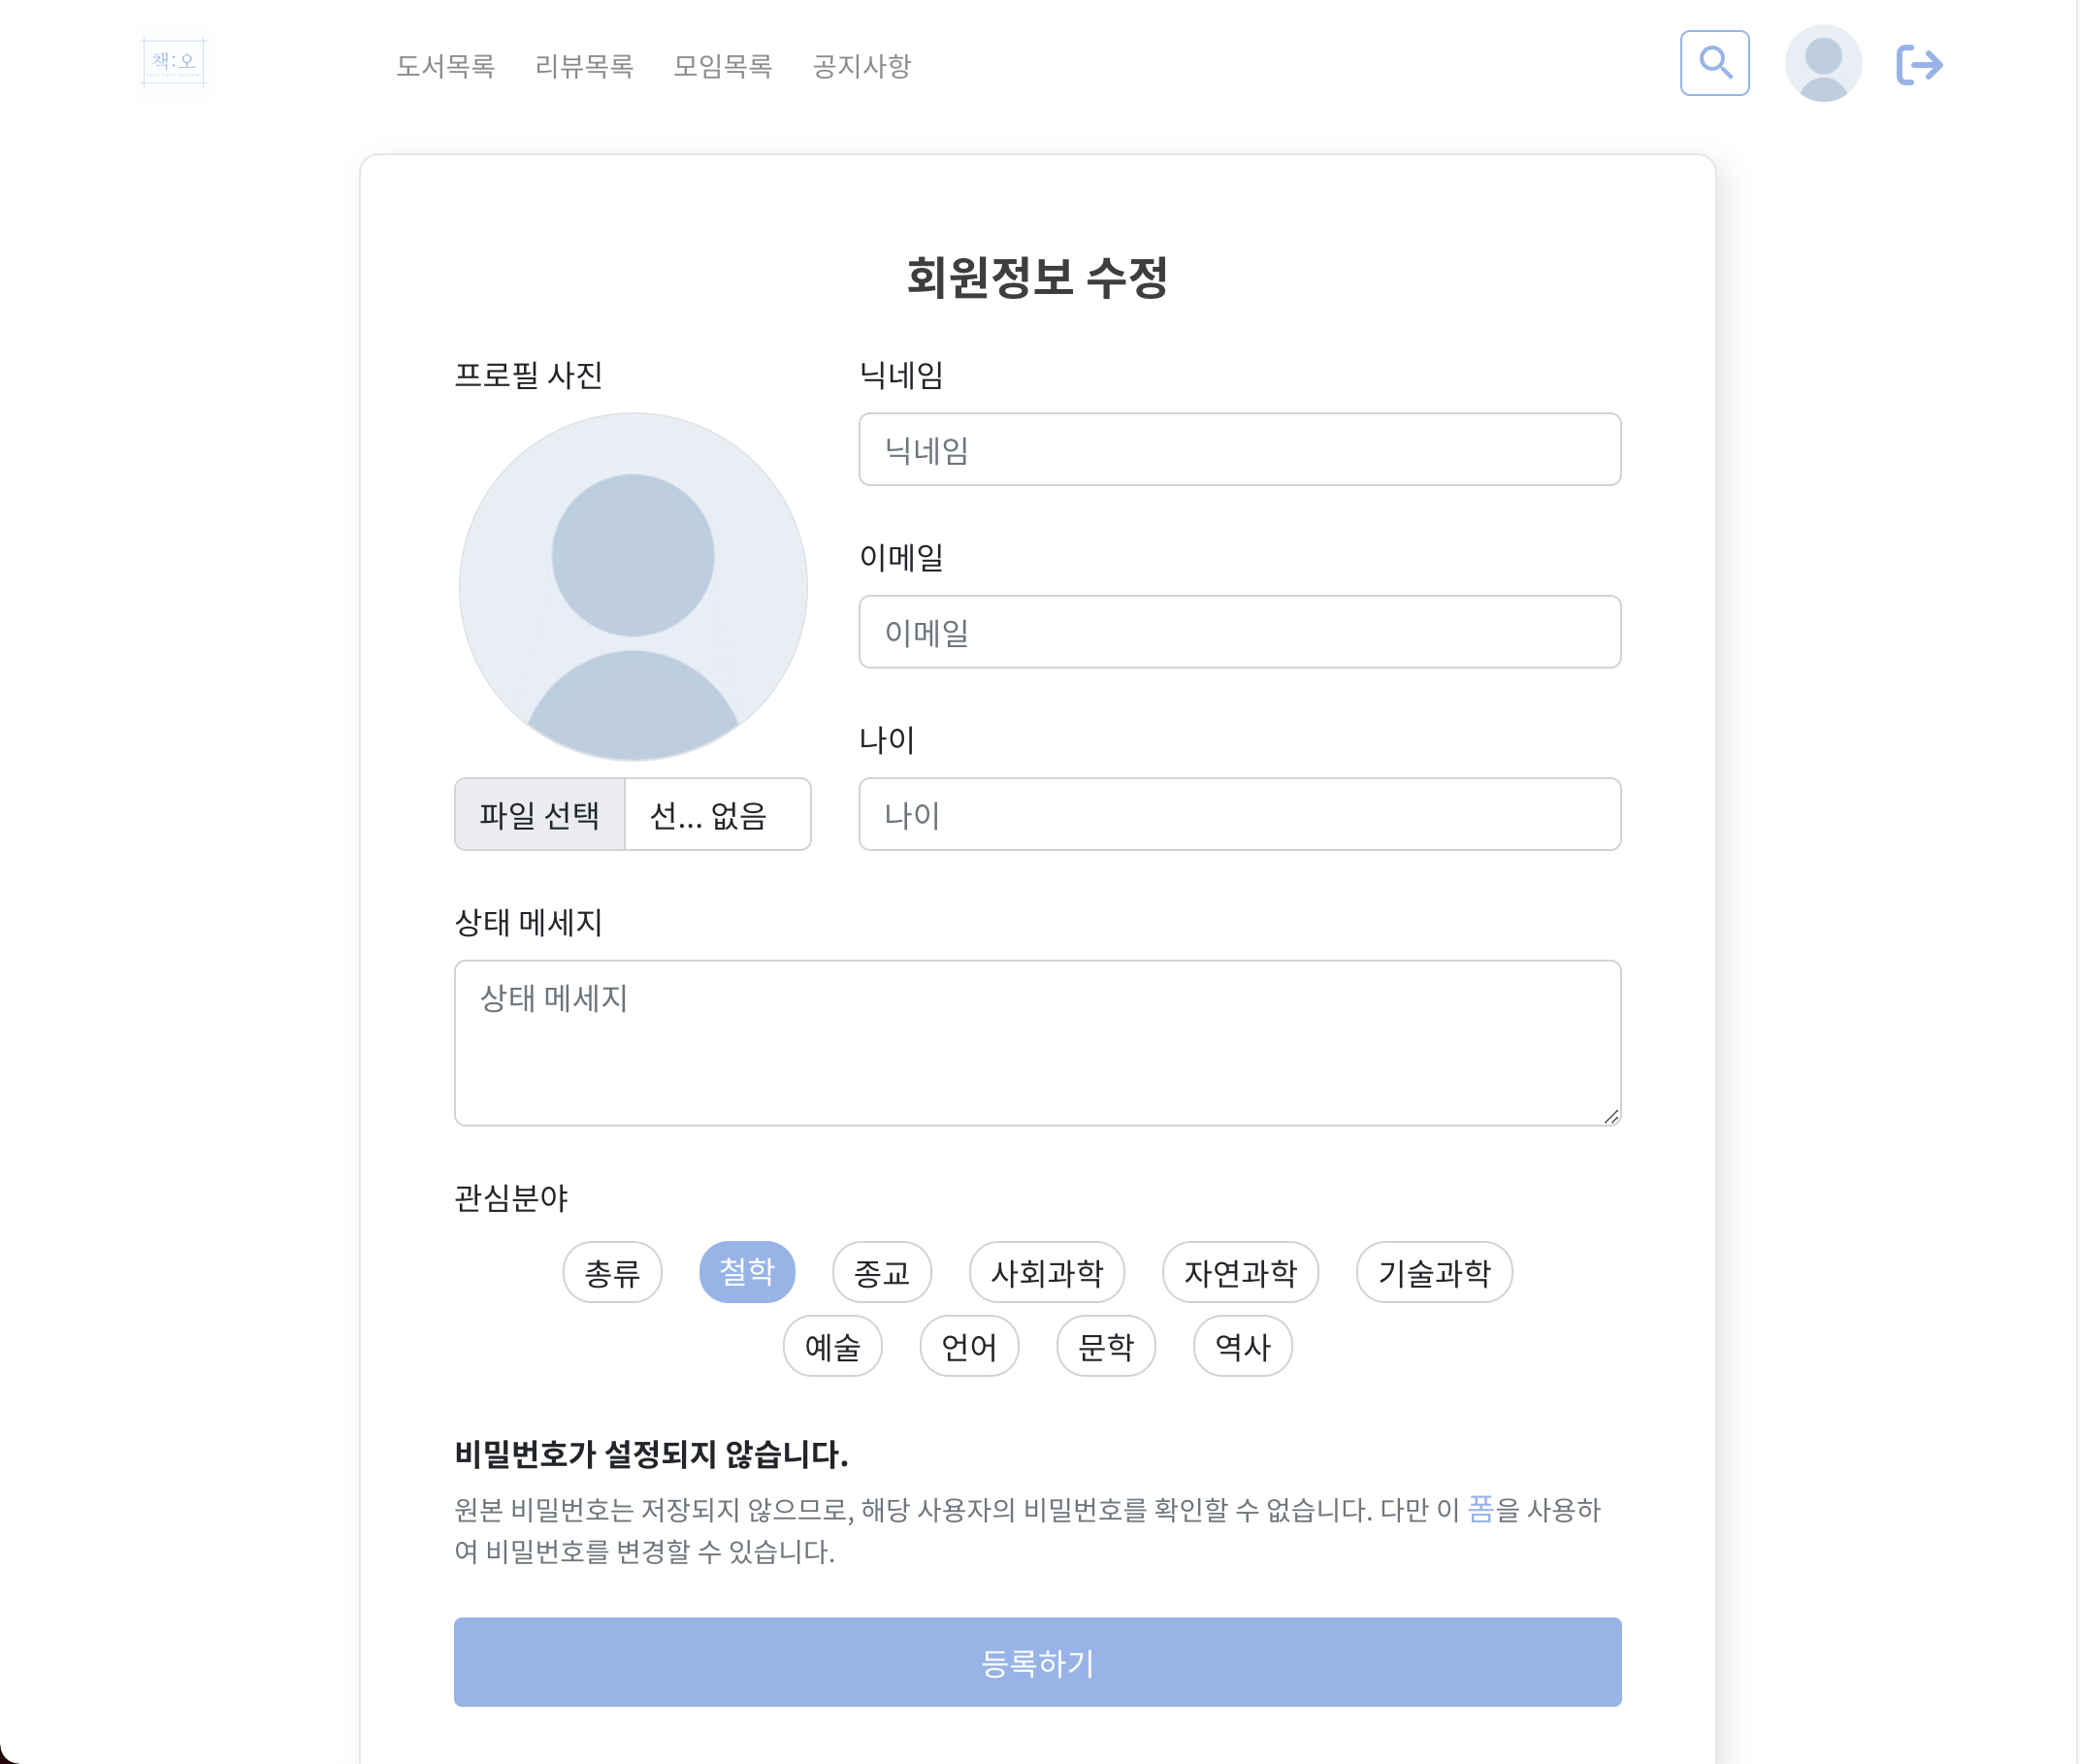 책:오
도서목록 리뷰목록 모임목록 공지사항
회원정보 수정
프로필 사진
닉네임
닉네임
이메일
이메일
나이
파일 선택 선... 없음
나이
상태 메세지
상태 메세지
관심분야
총류 철학 종교 사회과학 자연과학 기술과학
예술 언어 문학 역사
비밀번호가 설정되지 않습니다.
원본 비밀번호는 저장되지 않으므로, 해당 사용자의 비밀번호를 확인할 수 없습니다. 다만 이 폼을 사용하
여 비밀번호를 변경할 수 있습니다.
등록하기